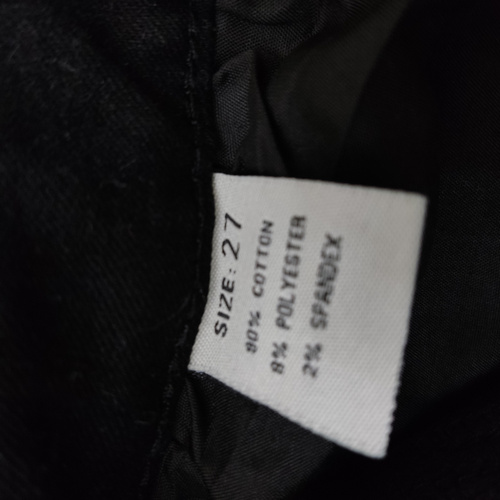 SIZE: 27
90% COTTON
8% POLYESTER
2% SPANDEX